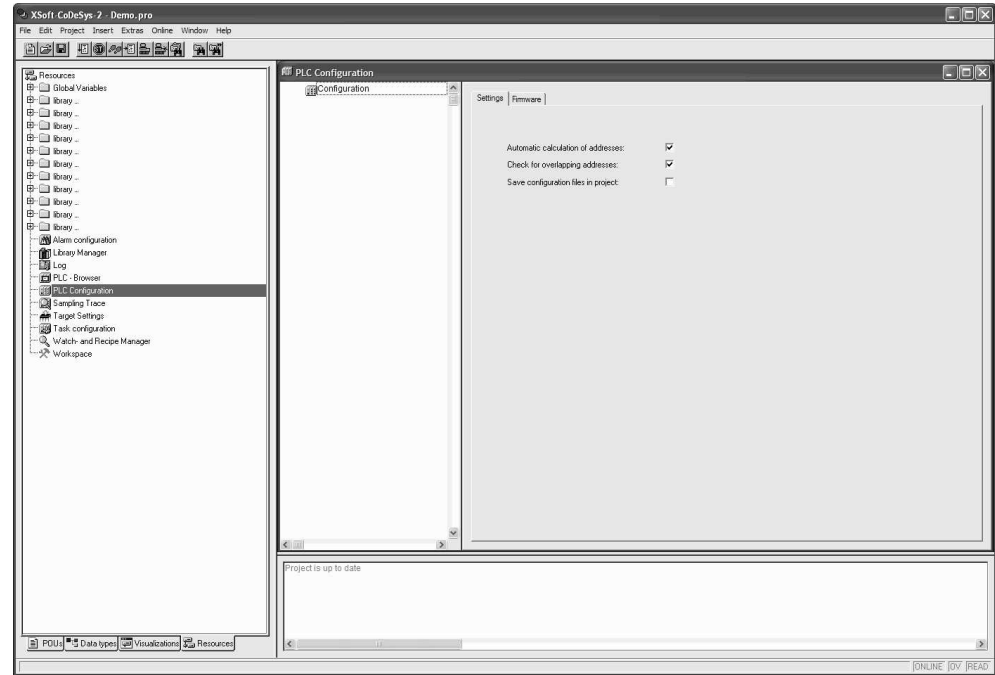 XSoft-CoDeSys-2 - Demo.pro
File Edit Project Insert Extras Online Window Help
Resources
Global Variables
library ..
library ..
library ..
library ..
library ..
library ..
library ..
library ..
library ..
library ..
library ..
Alarm configuration
Library Manager
Log
PLC - Browser
PLC Configuration
Sampling Trace
Target Settings
Task configuration
Watch- and Recipe Manager
Workspace
POUs Data types Visualizations Resources
PLC Configuration
Configuration
Settings Firmware
Automatic calculation of addresses:
Check for overlapping addresses:
Save configuration files in project:
Project is up to date
ONLINE OV READ